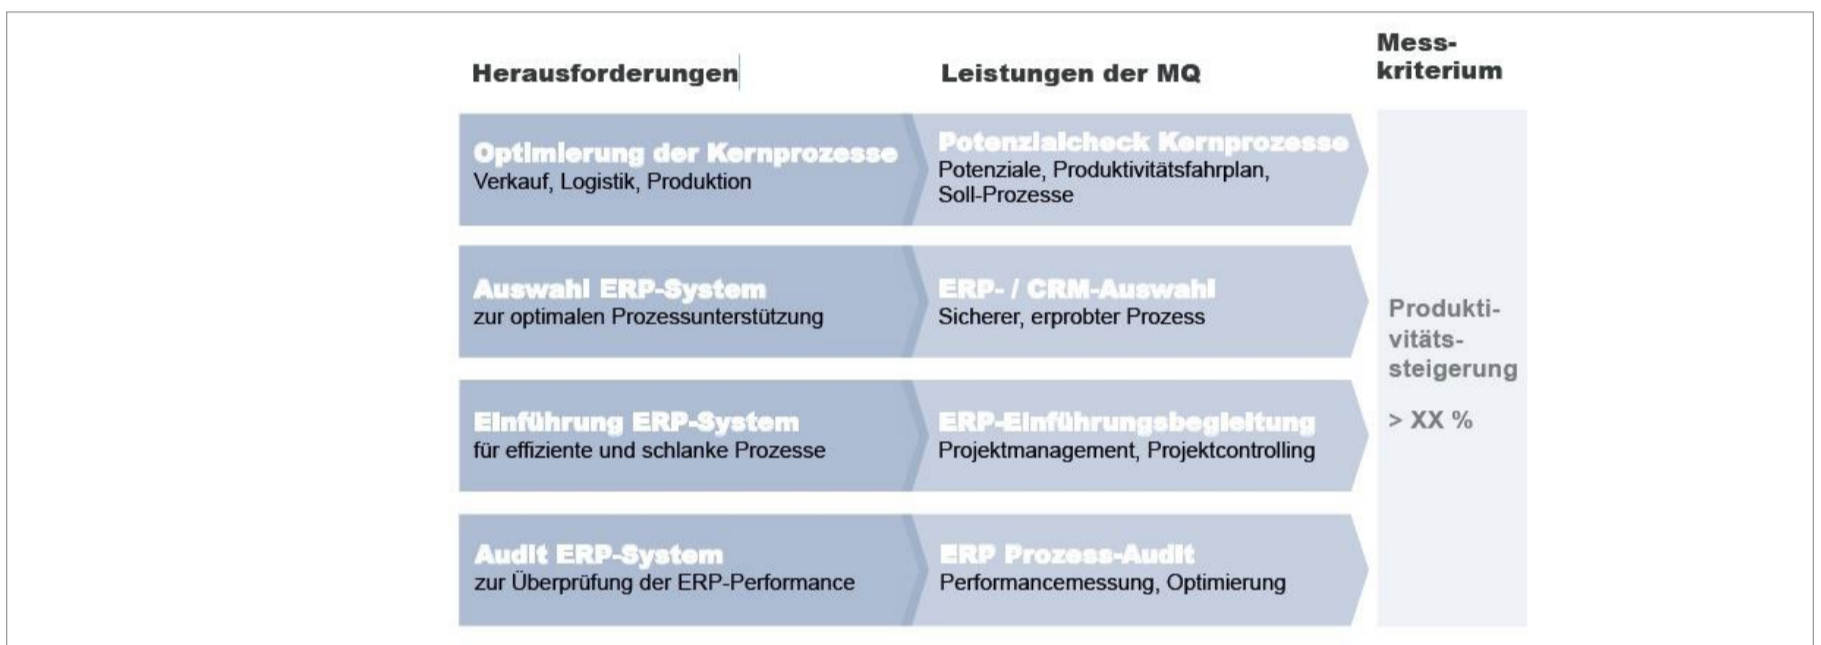 Herausforderungen
Leistungen der MQ
Mess-
kriterium
Optimierung der Kernprozesse
Verkauf, Logistik, Produktion
Potenzialcheck Kernprozesse
Potenziale, Produktivitätsfahrplan,
Soll-Prozesse
Auswahl ERP-System
zur optimalen Prozessunterstützung
ERP- / CRM-Auswahl
Sicherer, erprobter Prozess
Einführung ERP-System
für effiziente und schlanke Prozesse
ERP-Einführungsbegleitung
Projektmanagement, Projektcontrolling
Audit ERP-System
zur Überprüfung der ERP-Performance
ERP Prozess-Audit
Performancemessung, Optimierung
Produkti-
vitäts-
steigerung
> XX %